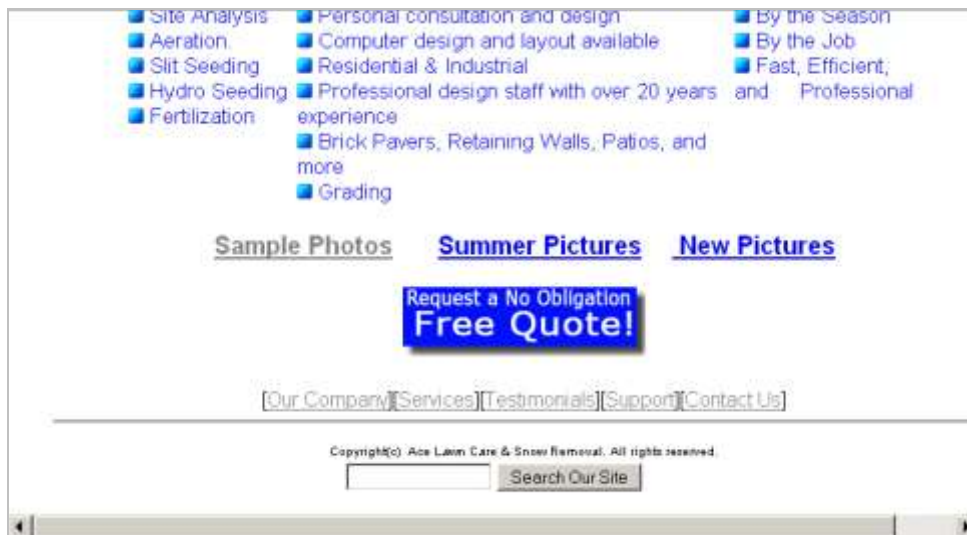 Site Analysis
Aeration
Slit Seeding
Hydro Seeding
Fertilization
Personal consultation and design
Computer design and layout available
Residential & Industrial
Professional design staff with over 20 years
experience
Brick Pavers, Retaining Walls, Patios, and
more
Grading
By the Season
By the Job
Fast, Efficient,
and Professional
Sample Photos Summer Pictures New Pictures
Request a No Obligation
Free Quote!
[Our Company][Services][Testimonials][Support][Contact Us]
Copyright(c) Ace Lawn Care & Snow Removal. All rights reserved.
Search Our Site